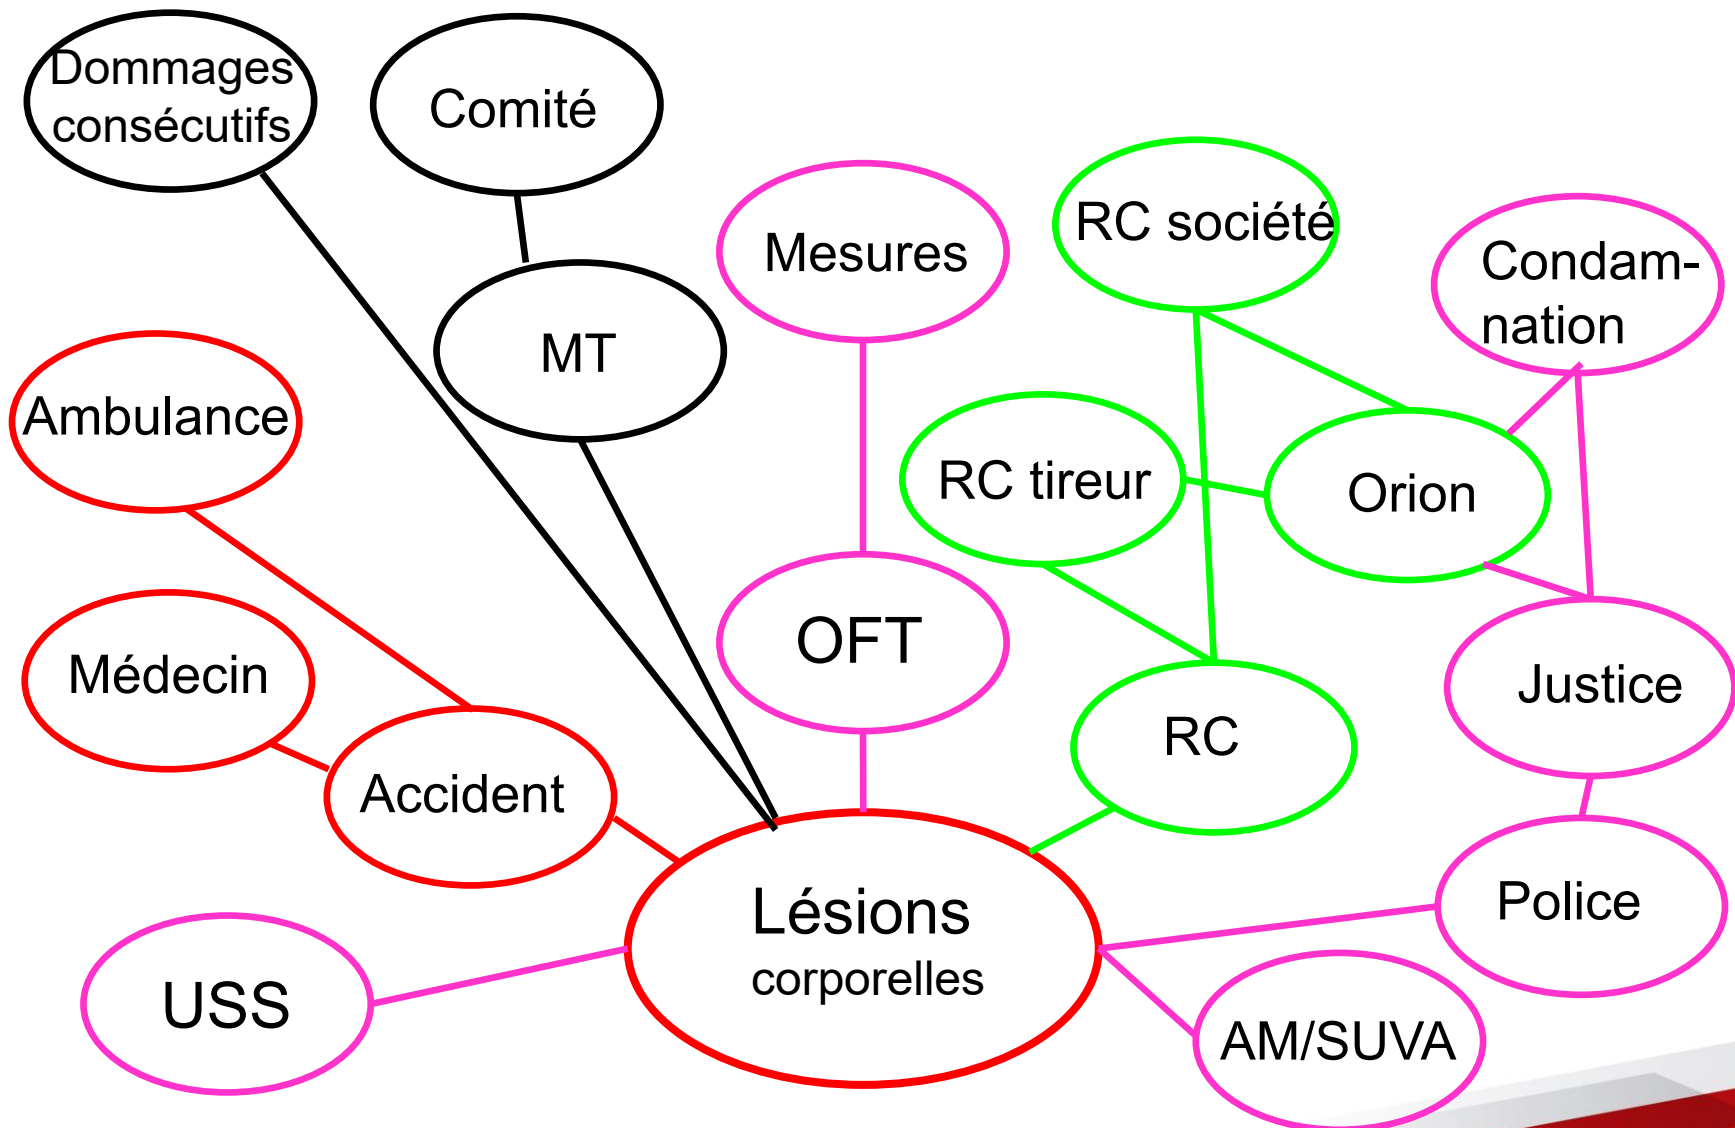 Dommages
consécutifs
Comité
Mesures
RC société
Condam-
nation
MT
Ambulance
RC tireur
Orion
OFT
Médecin
Justice
RC
Accident
Police
Lésions
corporelles
USS
AM/SUVA